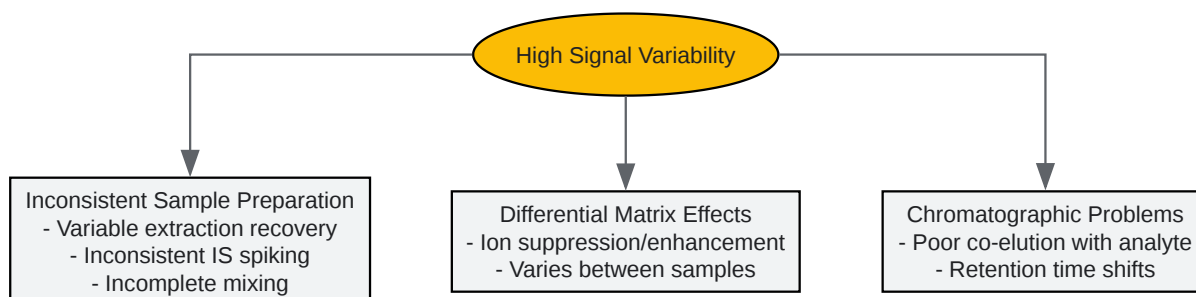 High Signal Variability
Inconsistent Sample Preparation
- Variable extraction recovery
- Inconsistent IS spiking
- Incomplete mixing
Differential Matrix Effects
- Ion suppression/enhancement
- Varies between samples
Chromatographic Problems
- Poor co-elution with analyte
- Retention time shifts